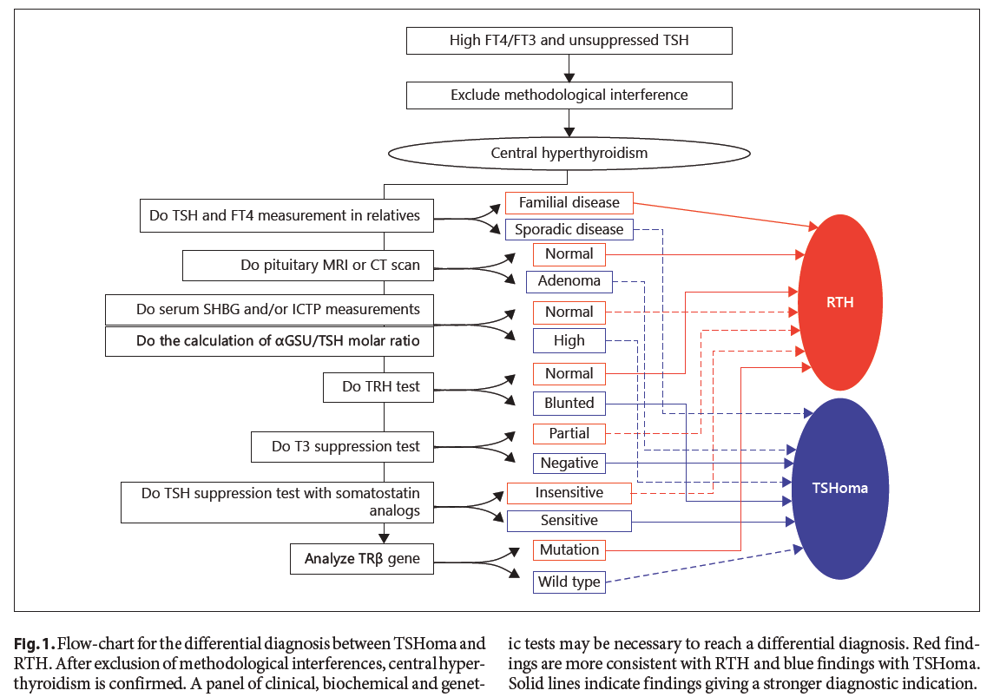 High FT4/FT3 and unsuppressed TSH
Exclude methodological interference
Central hyperthyroidism
Do TSH and FT4 measurement in relatives
Familial disease
Sporadic disease
Do pituitary MRI or CT scan
Normal
Adenoma
Do serum SHBG and/or ICTP measurements
Do the calculation of αGSU/TSH molar ratio
Normal
High
Do TRH test
Normal
Blunted
Do T3 suppression test
Partial
Negative
Do TSH suppression test with somatostatin
analogs
Insensitive
Sensitive
Analyze TRβ gene
Mutation
Wild type
RTH
TSHoma
Fig. 1. Flow-chart for the differential diagnosis between TSHoma and
RTH. After exclusion of methodological interferences, central hyper-
thyroidism is confirmed. A panel of clinical, biochemical and genet-
ic tests may be necessary to reach a differential diagnosis. Red find-
ings are more consistent with RTH and blue findings with TSHoma.
Solid lines indicate findings giving a stronger diagnostic indication.